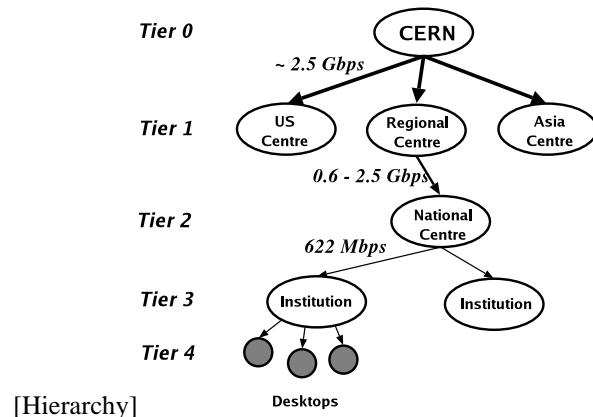 Tier 0
CERN
~ 2.5 Gbps
Tier 1
US
Centre
Regional
Centre
Asia
Centre
0.6 - 2.5 Gbps
Tier 2
National
Centre
622 Mbps
Tier 3
Institution
Institution
Tier 4
[Hierarchy]
Desktops